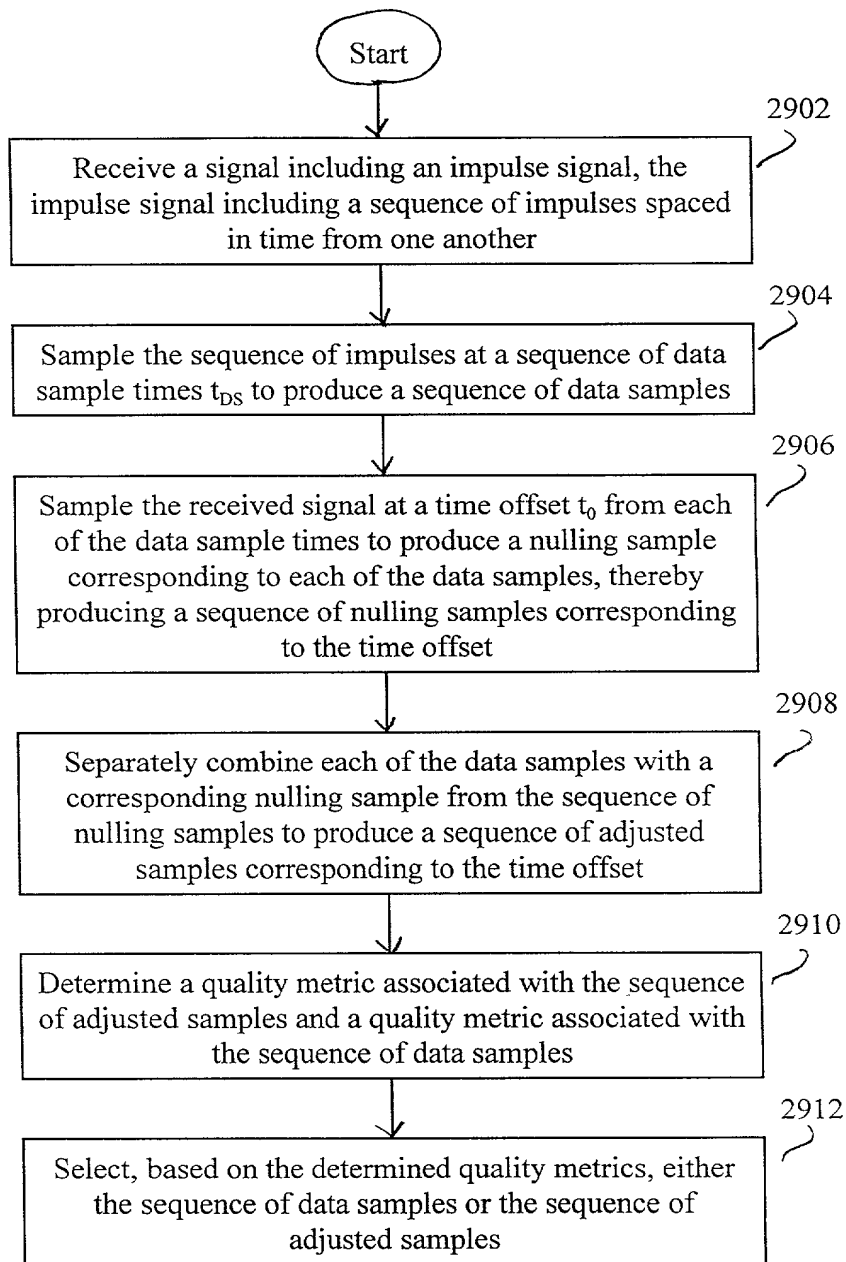 Start
2902
Receive a signal including an impulse signal, the
impulse signal including a sequence of impulses spaced
in time from one another
2904
Sample the sequence of impulses at a sequence of data
sample times t_DS to produce a sequence of data samples
2906
Sample the received signal at a time offset t_0 from each
of the data sample times to produce a nulling sample
corresponding to each of the data samples, thereby
producing a sequence of nulling samples corresponding
to the time offset
2908
Separately combine each of the data samples with a
corresponding nulling sample from the sequence of
nulling samples to produce a sequence of adjusted
samples corresponding to the time offset
2910
Determine a quality metric associated with the sequence
of adjusted samples and a quality metric associated with
the sequence of data samples
2912
Select, based on the determined quality metrics, either
the sequence of data samples or the sequence of
adjusted samples